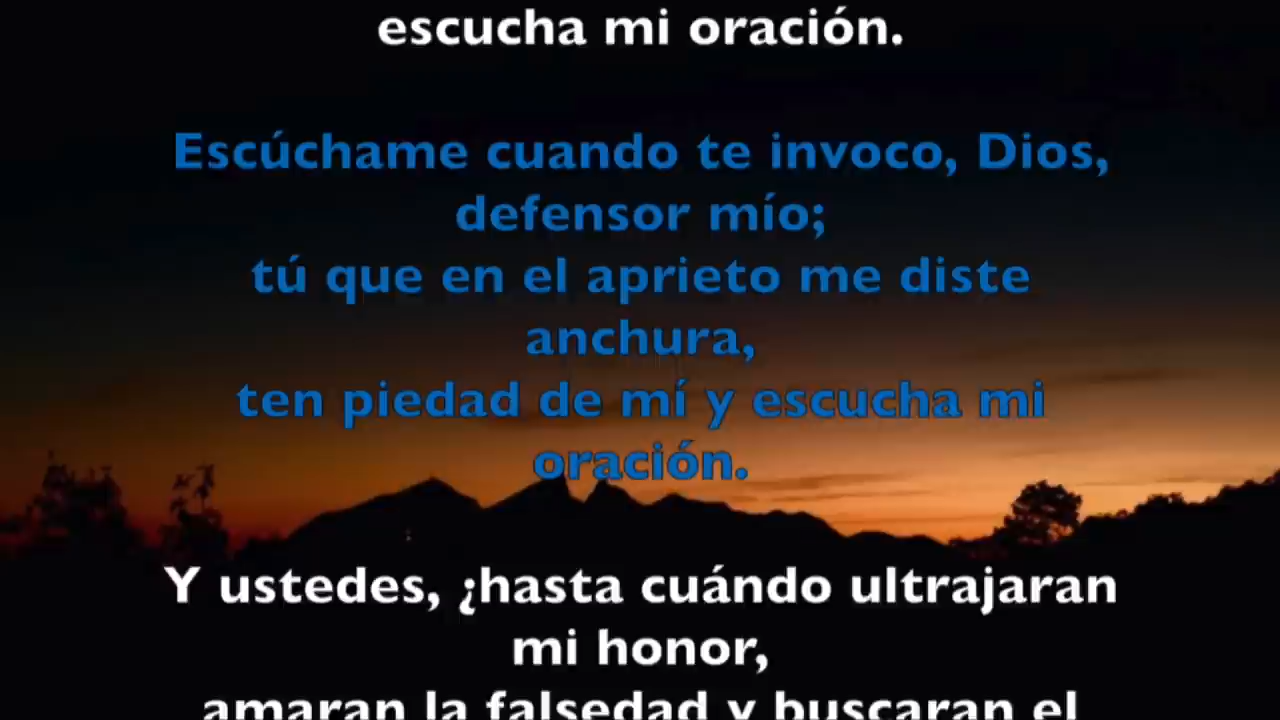 escucha mi oración.
Escúchame cuando te invoco, Dios,
defensor mío;
tú que en el aprieto me diste
anchura,
ten piedad de mí y escucha mi
oración.
Y ustedes, ¿hasta cuándo ultrajaran
mi honor,
amaran la falsedad y buscaran el